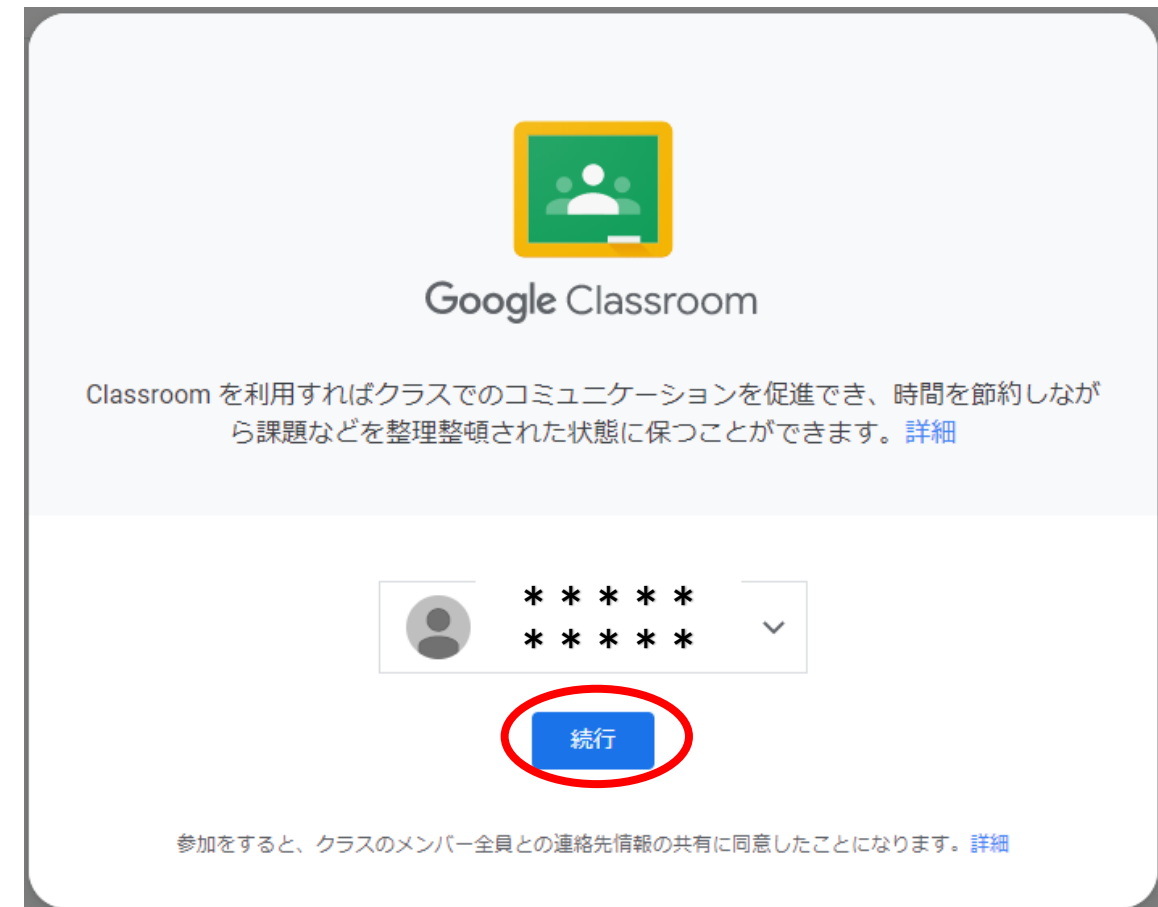 Google Classroom
Classroom を利用すればクラスでのコミュニケーションを促進でき、時間を節約しなが
ら課題などを整理整頓された状態に保つことができます。詳細
* * * * *
* * * * *
続行
参加をすると、クラスのメンバー全員との連絡先情報の共有に同意したことになります。詳細